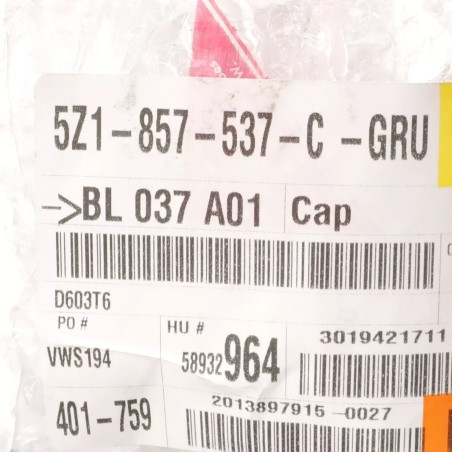 5Z1-857-537-C -GRU
->BL 037 A01 Cap
D603T6
PO #
VWS194
HU #
58932964
3019421711
401-759
2013897915-0027